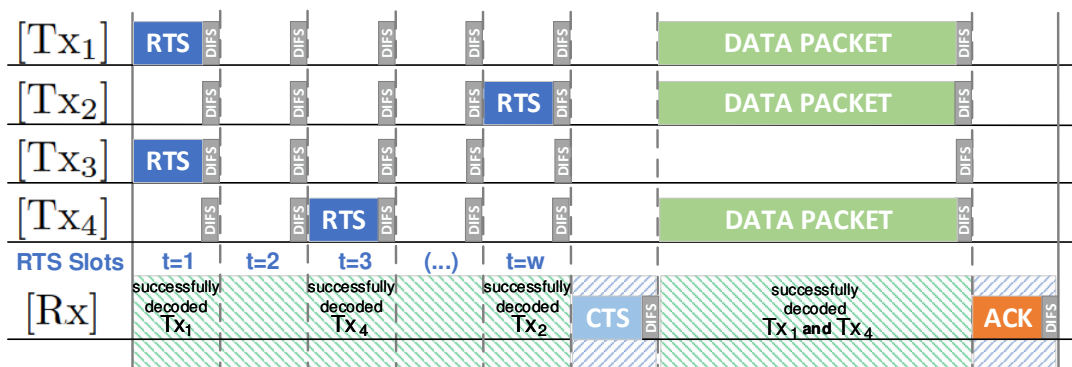 [Tx1] RTS DIFS DIFS DIFS DIFS DIFS DATA PACKET DIFS
[Tx2] DIFS DIFS DIFS DIFS RTS DIFS DATA PACKET DIFS
[Tx3] RTS DIFS DIFS DIFS DIFS DIFS DIFS
[Tx4] DIFS DIFS RTS DIFS DIFS DIFS DATA PACKET DIFS
RTS Slots t=1 t=2 t=3 (...) t=w
[Rx]
successfully
decoded
Tx1
successfully
decoded
Tx4
successfully
decoded
Tx2
CTS DIFS
successfully
decoded
Tx1 and Tx4
ACK DIFS